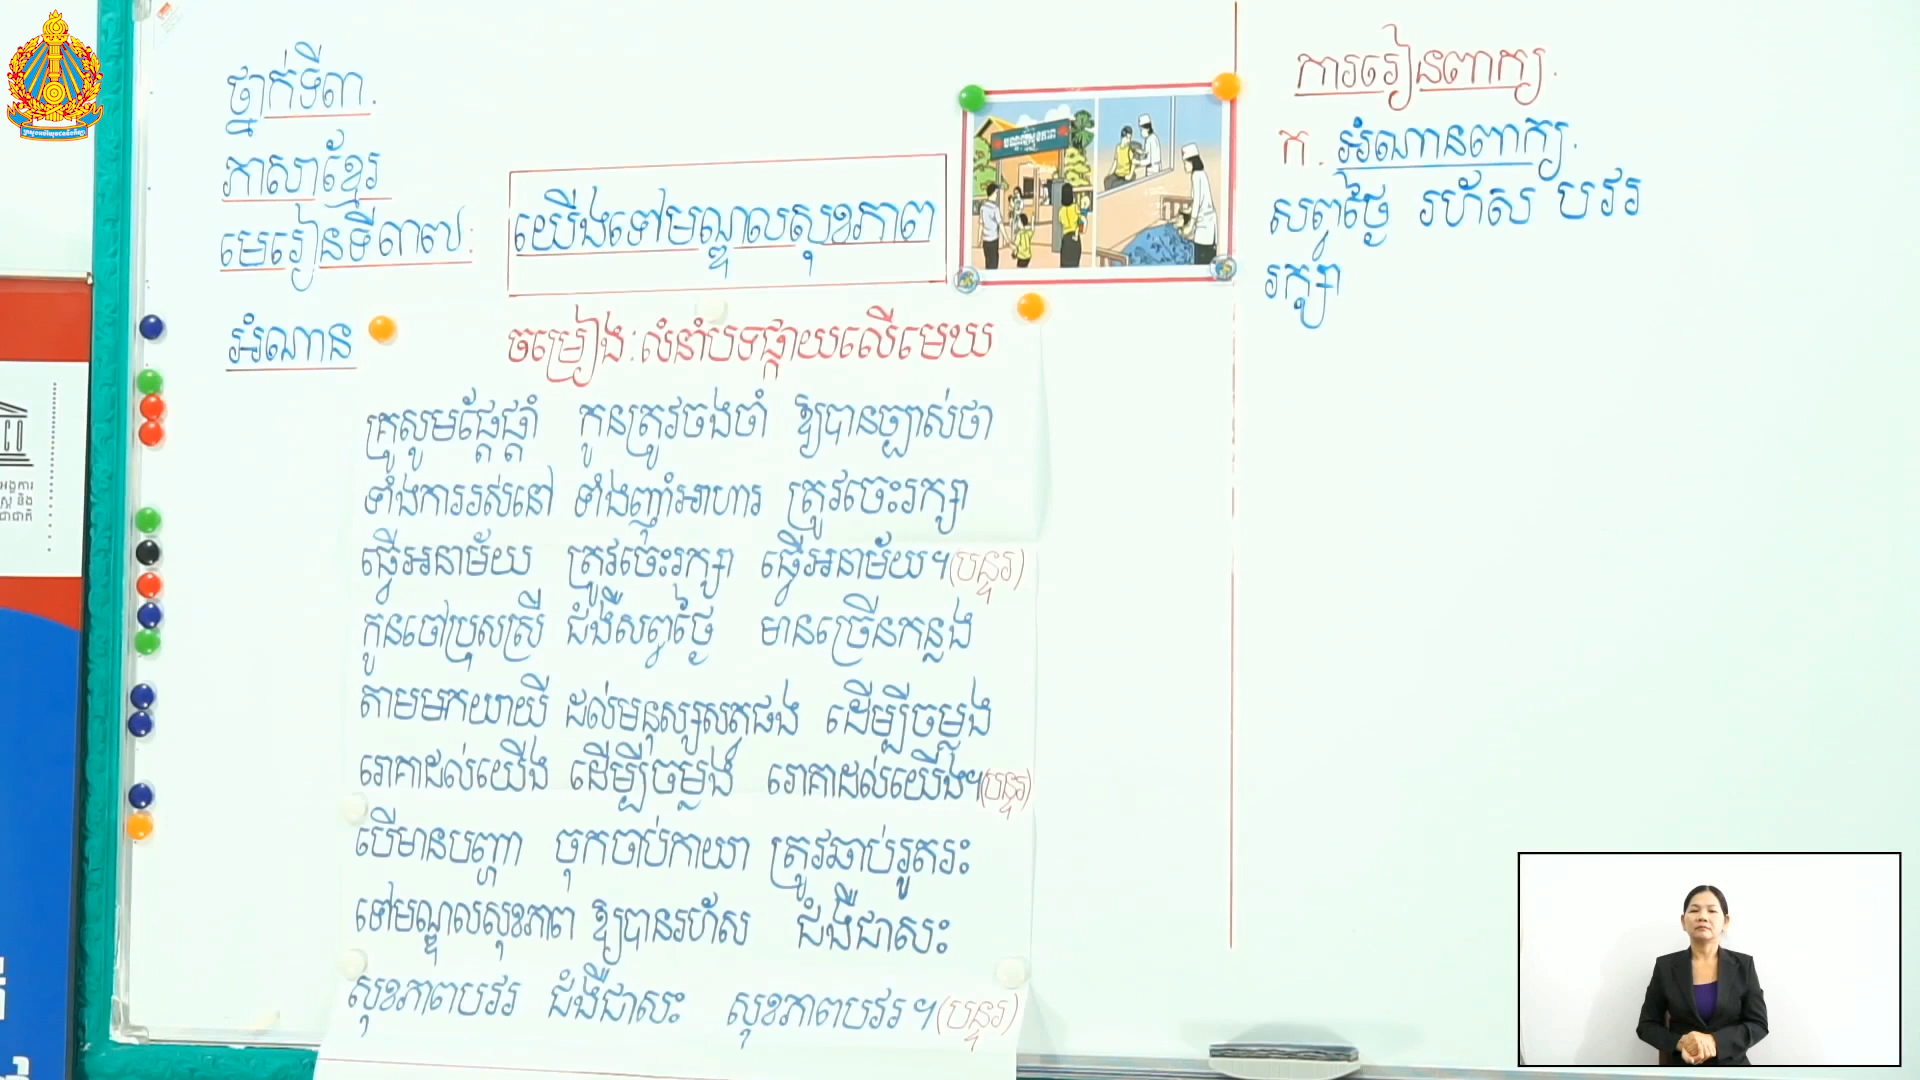 ថ្នាក់ទី៣.
ភាសាខ្មែរ
មេរៀនទី៣៧:
យើងទៅមណ្ឌលសុខភាព
អំណាន
ចម្រៀង: លំនាំបទផ្កាយលើមេឃ
គ្រូសូមផ្ដែផ្ដាំ កូនត្រូវចងចាំ ឱ្យបានច្បាស់ថា
ទាំងការរស់នៅ ទាំងញ៉ាំអាហារ ត្រូវចេះរក្សា
ធ្វើអនាម័យ ត្រូវចេះរក្សា ធ្វើអនាម័យ។(បន្ទរ)
កូនចៅប្រុសស្រី ជំងឺសព្វថ្ងៃ មានច្រើនកន្លង
តាមមកយាយី ដល់មនុស្សសត្វផង ដើម្បីចម្លង
រោគាដល់យើង ដើម្បីចម្លង រោគាដល់យើង។(បន្ទរ)
បើមានបញ្ហា ចុកចាប់កាយា ត្រូវឆាប់រូតរះ
ទៅមណ្ឌលសុខភាព ឱ្យបានរហ័ស ជំងឺជាសះ
សុខភាពបវរ ជំងឺជាសះ សុខភាពបវរ។(បន្ទរ)
ការរៀនពាក្យ.
ក. អំណានពាក្យ.
សព្វថ្ងៃ រហ័ស បវរ
រក្សា